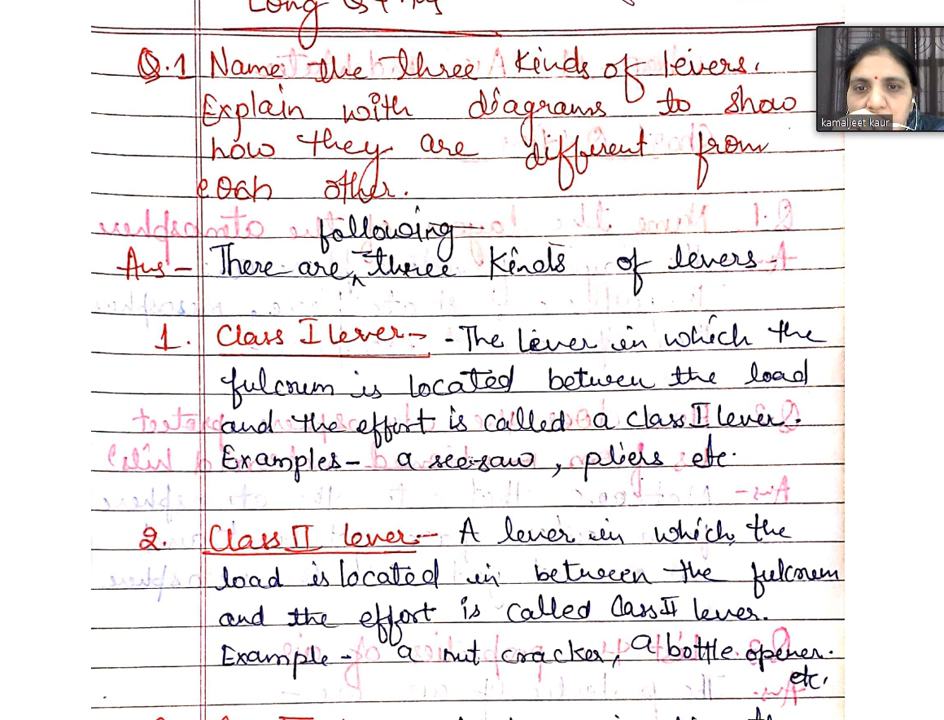 Long
Q.1 Name the three kinds of levers.
Explain with diagrams to show
how they are different from
each other.
following
Ans - There are, three kinds of levers -
1. Class I lever - - The lever in which the
fulcrum is located between the load
and the effort is called a class I lever.
Examples - a see-saw, pliers etc.
2. Class II lever - A lever in which, the
load is located in between the fulcrum
and the effort is called Class II lever.
Example - a nut cracker, a bottle opener.
etc.
kamaljeet kaur